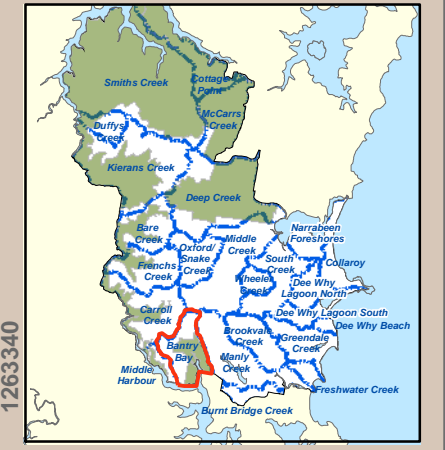 Smiths Creek
Cottage
Point
McCarrs
Creek
Duffys
Creek
Kierans Creek
Deep Creek
Bare
Creek
Oxford/
Snake
Creek
Middle
Creek
Narrabeen
Foreshores
Frenchs
Creek
South
Creek
Collaroy
Wheeler
Creek
Dee Why
Lagoon North
Carroll
Creek
Dee Why Lagoon South
Dee Why Beach
Brookvale
Creek
Greendale
Creek
Bantry
Bay
Manly
Creek
Middle
Harbour
Freshwater Creek
Burnt Bridge Creek
1263340